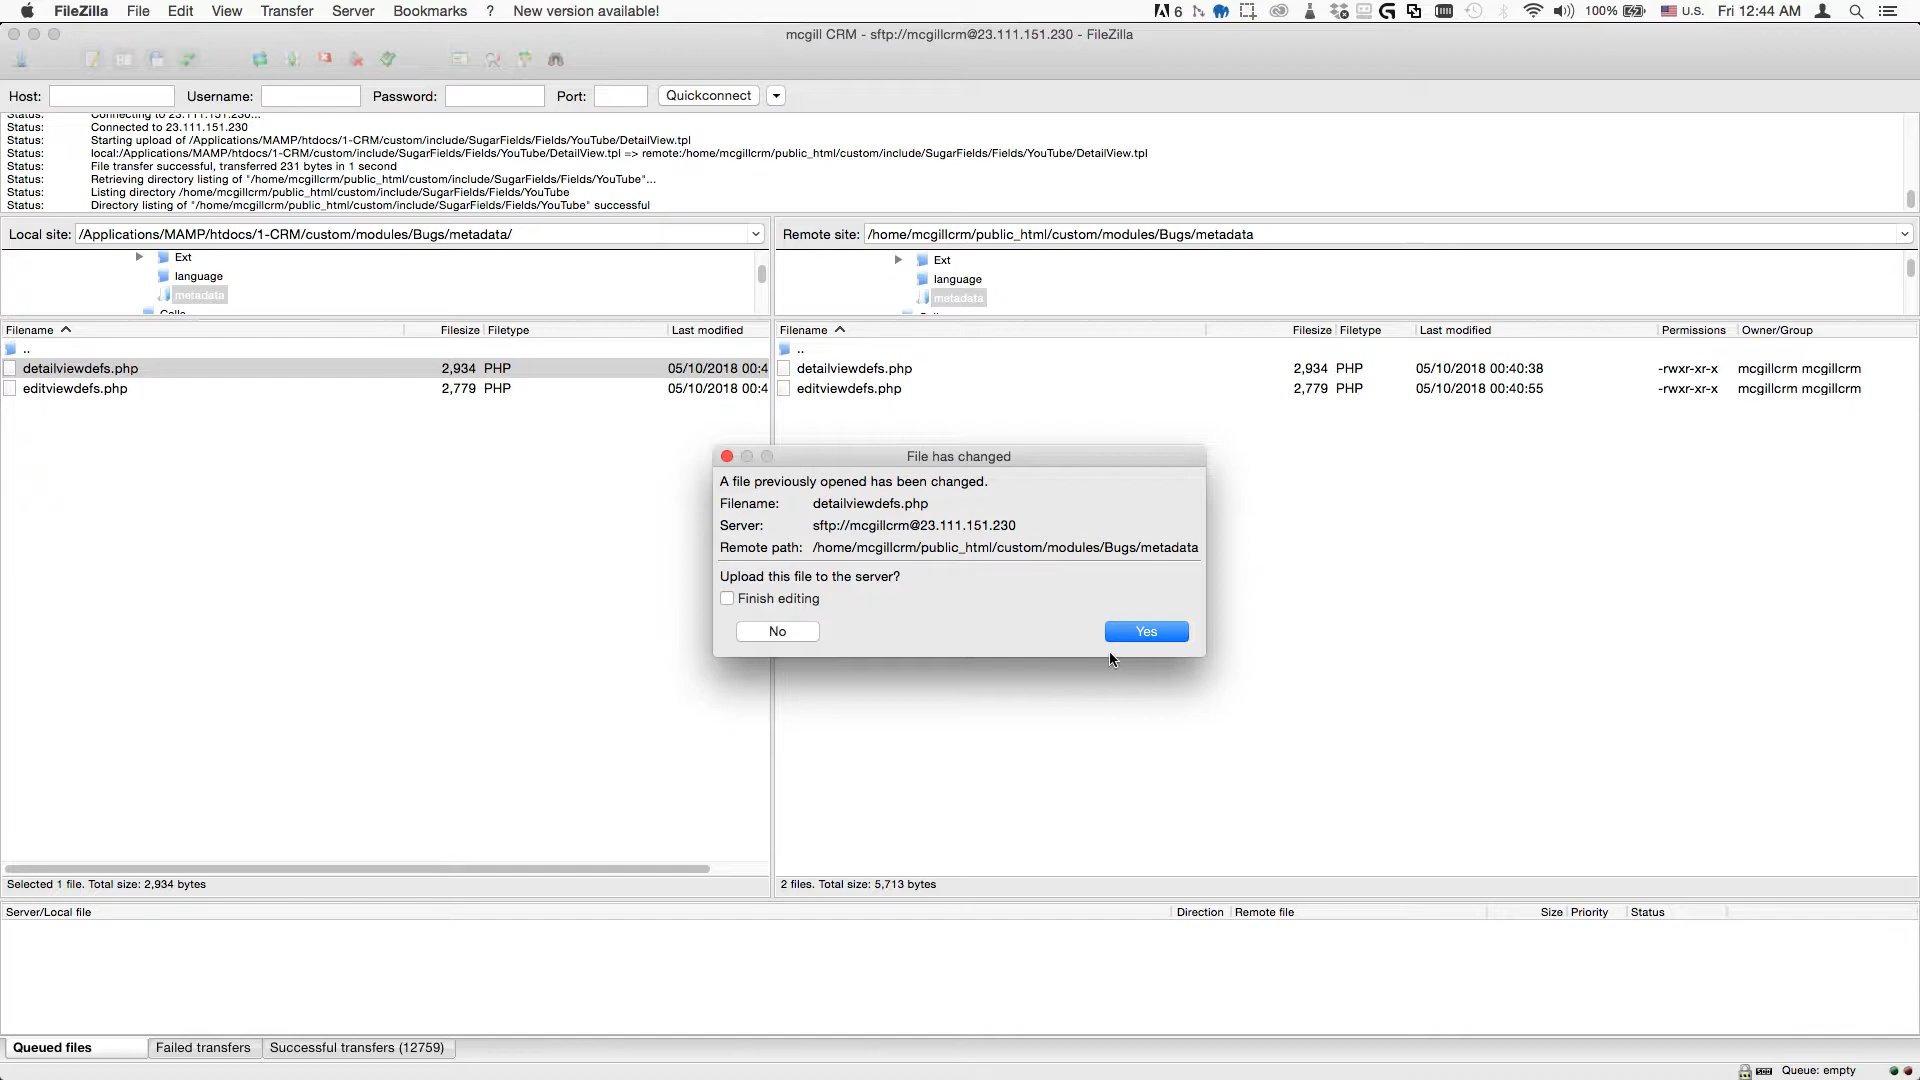 FileZilla File Edit View Transfer Server Bookmarks ? New version available! 6 100% U.S. Fri 12:44 AM
mcgill CRM - sftp://mcgillcrm@23.111.151.230 - FileZilla
Host: Username: Password: Port: Quickconnect
Status: Connecting to 23.111.151.230...
Status: Connected to 23.111.151.230
Status: Starting upload of /Applications/MAMP/htdocs/1-CRM/custom/include/SugarFields/Fields/YouTube/DetailView.tpl
Status: local:/Applications/MAMP/htdocs/1-CRM/custom/include/SugarFields/Fields/YouTube/DetailView.tpl => remote:/home/mcgillcrm/public_html/custom/include/SugarFields/Fields/YouTube/DetailView.tpl
Status: File transfer successful, transferred 231 bytes in 1 second
Status: Retrieving directory listing of "/home/mcgillcrm/public_html/custom/include/SugarFields/Fields/YouTube"...
Status: Listing directory /home/mcgillcrm/public_html/custom/include/SugarFields/Fields/YouTube
Status: Directory listing of "/home/mcgillcrm/public_html/custom/include/SugarFields/Fields/YouTube" successful
Local site: /Applications/MAMP/htdocs/1-CRM/custom/modules/Bugs/metadata/
Ext
language
metadata
Calls
Remote site: /home/mcgillcrm/public_html/custom/modules/Bugs/metadata
Ext
language
metadata
Filename Filesize Filetype Last modified
..
detailviewdefs.php 2,934 PHP 05/10/2018 00:4
editviewdefs.php 2,779 PHP 05/10/2018 00:4
Filename Filesize Filetype Last modified Permissions Owner/Group
..
detailviewdefs.php 2,934 PHP 05/10/2018 00:40:38 -rwxr-xr-x mcgillcrm mcgillcrm
editviewdefs.php 2,779 PHP 05/10/2018 00:40:55 -rwxr-xr-x mcgillcrm mcgillcrm
File has changed
A file previously opened has been changed.
Filename: detailviewdefs.php
Server: sftp://mcgillcrm@23.111.151.230
Remote path: /home/mcgillcrm/public_html/custom/modules/Bugs/metadata
Upload this file to the server?
Finish editing
No Yes
Selected 1 file. Total size: 2,934 bytes
2 files. Total size: 5,713 bytes
Server/Local file Direction Remote file Size Priority Status
Queued files Failed transfers Successful transfers (12759)
Queue: empty